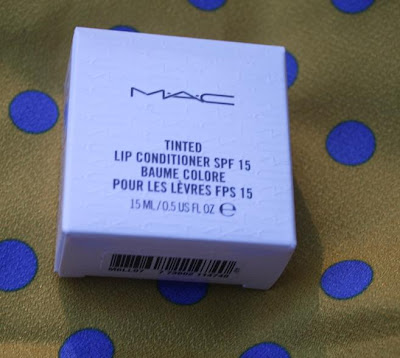 M·A·C
TINTED
LIP CONDITIONER SPF 15
BAUME COLORE
POUR LES LÈVRES FPS 15
15 ML/0.5 US FL OZ ℮